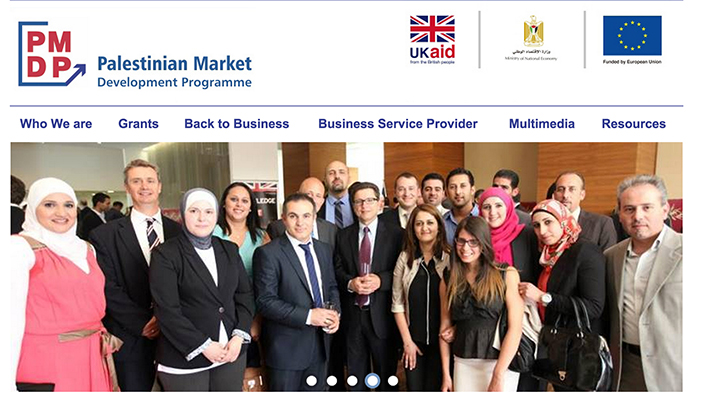 PM
DP
Palestinian Market
Development Programme
UKaid
from the British people
وزارة الاقتصاد الوطني
Ministry of National Economy
Funded by European Union
Who We are
Grants
Back to Business
Business Service Provider
Multimedia
Resources
LEDGE